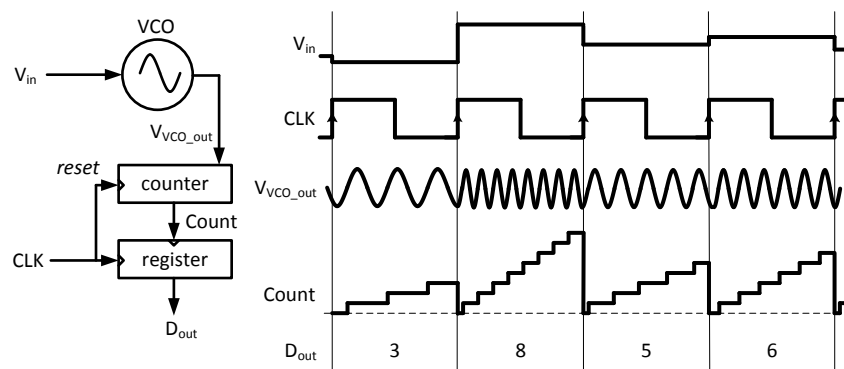 VCO
V_in
V_VCO_out
reset
counter
Count
CLK
register
D_out
V_in
CLK
V_VCO_out
Count
D_out 3 8 5 6